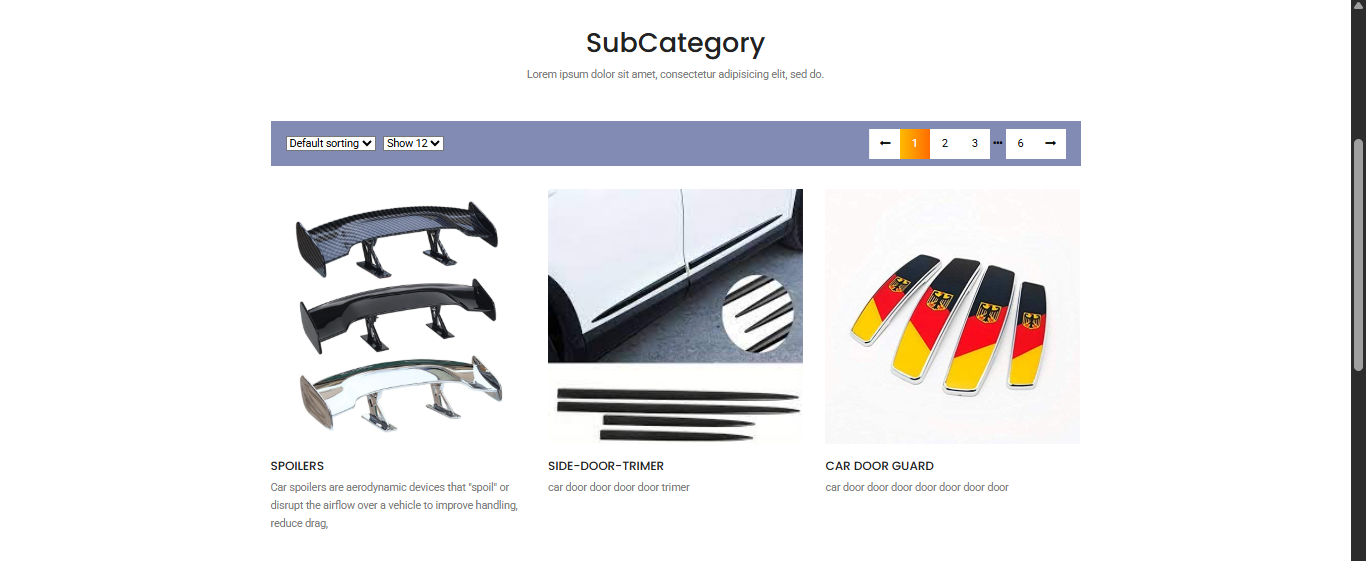 SubCategory
Lorem ipsum dolor sit amet, consectetur adipisicing elit, sed do.
Default sorting Show 12 ← 1 2 3 ••• 6 →
SPOILERS
Car spoilers are aerodynamic devices that "spoil" or
disrupt the airflow over a vehicle to improve handling,
reduce drag,
SIDE-DOOR-TRIMER
car door door door door trimer
CAR DOOR GUARD
car door door door door door door door